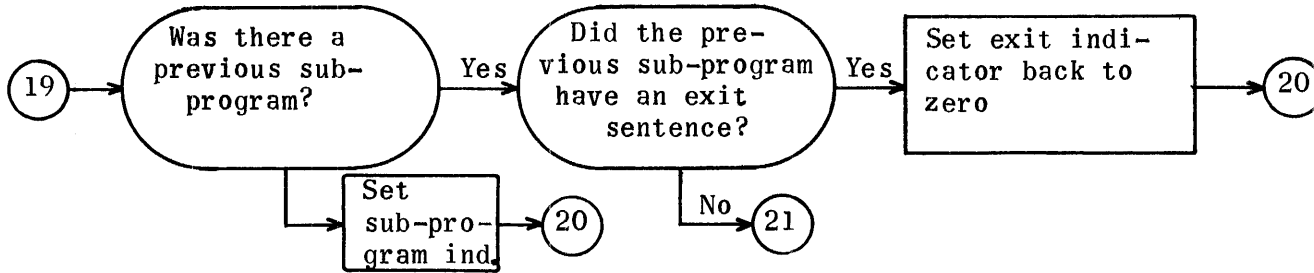 19
Was there a
previous sub-
program?
Yes
Did the pre-
vious sub-program
have an exit
sentence?
Yes
Set exit indi-
cator back to
zero
20
Set
sub-pro-
gram ind.
20
No
21